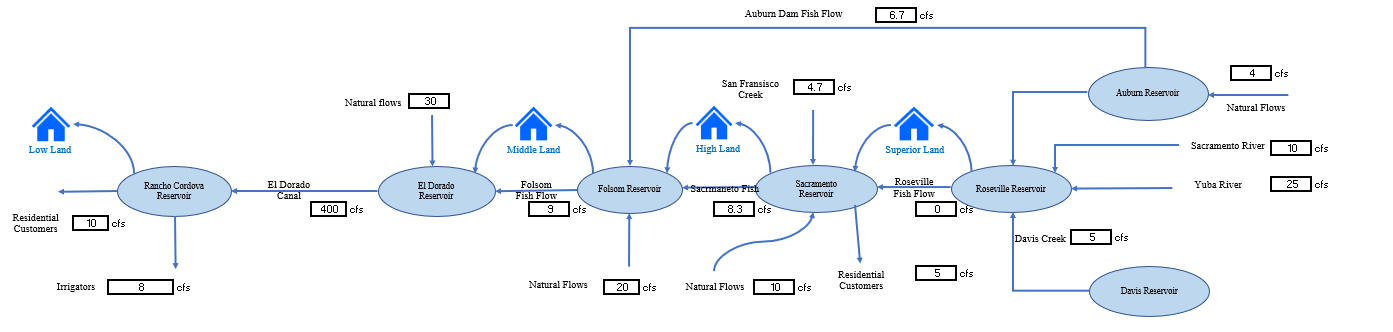 Auburn Dam Fish Flow 6.7 cfs
4 cfs
San Fransisco
Creek
4.7 cfs
Auburn Reservoir
Natural flows 30
Natural Flows
Low Land
Middle Land
High Land
Superior Land
Sacramento River 10 cfs
Rancho Cordova
Reservoir
El Dorado
Canal
400 cfs
El Dorado
Reservoir
Folsom
Fish Flow
9 cfs
Folsom Reservoir
Sacrmaneto Fish
8.3 cfs
Sacramento
Reservoir
Roseville
Fish Flow
0 cfs
Roseville Reservoir
Yuba River 25 cfs
Residential
Customers
10 cfs
Davis Creek 5 cfs
Irrigators 8 cfs
Natural Flows 20 cfs
Natural Flows 10 cfs
Residential
Customers
5 cfs
Davis Reservoir